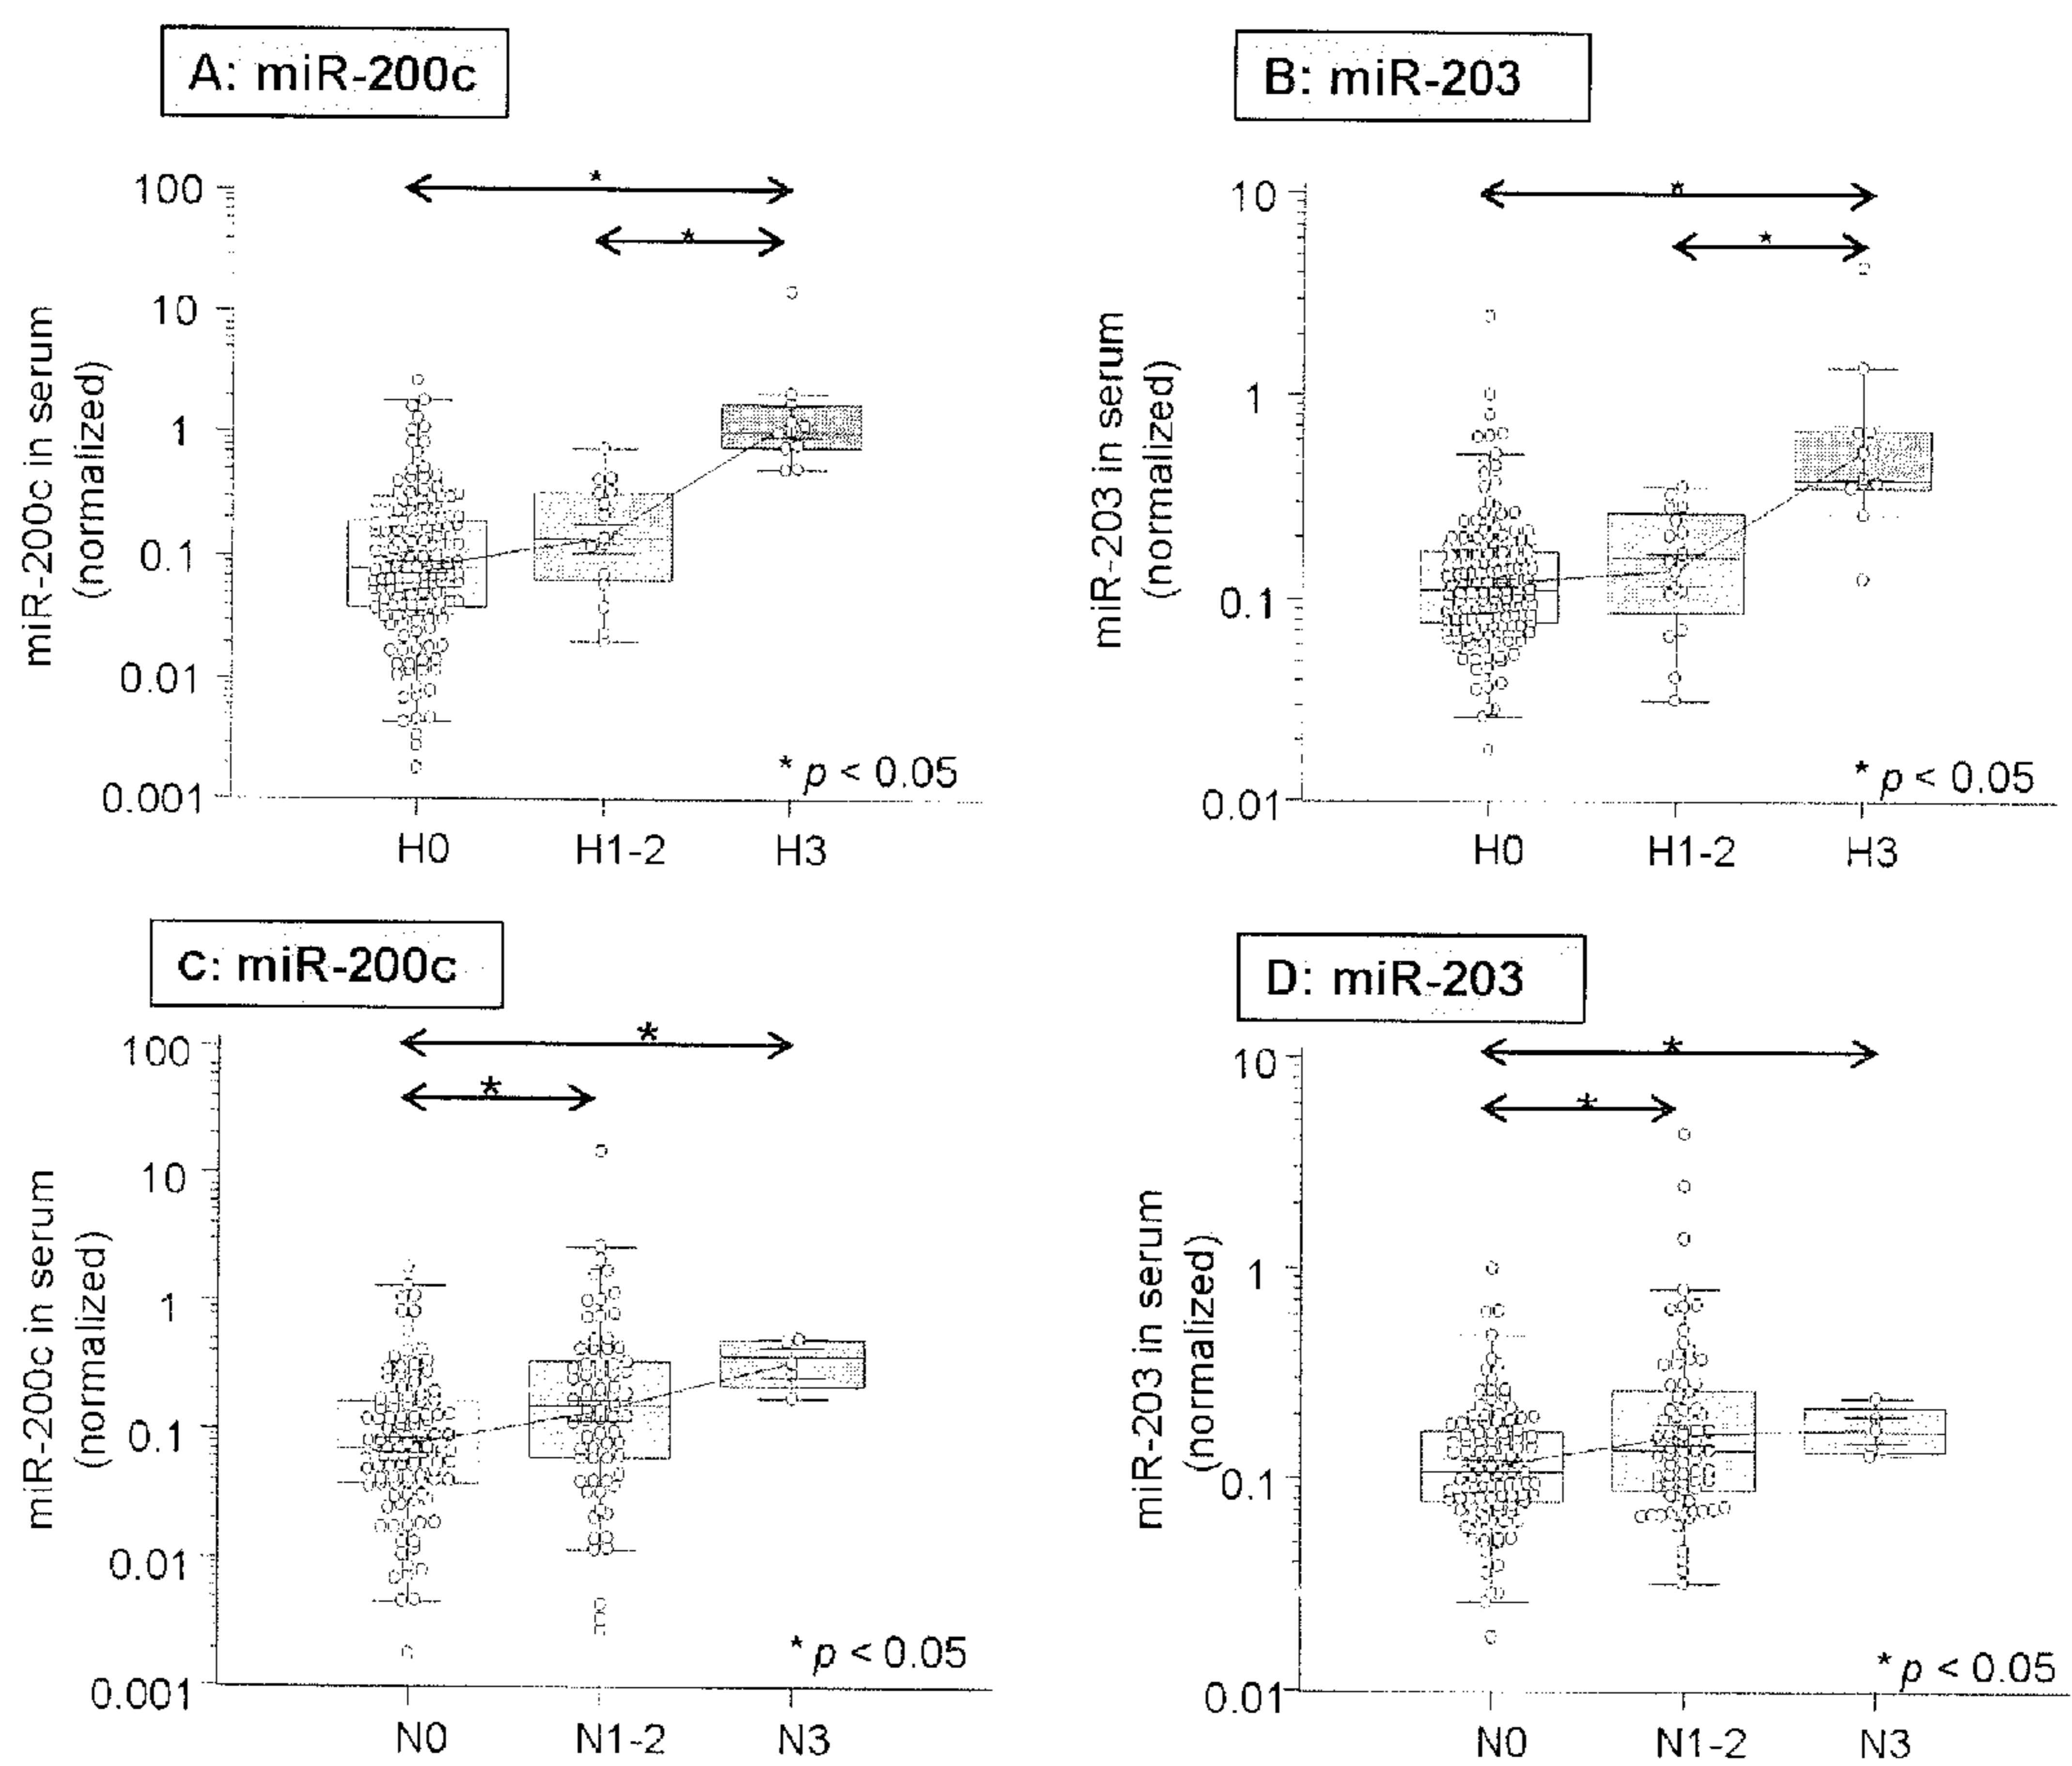 A: miR-200c
miR-200c in serum
(normalized)
100
10
1
0.1
0.01
0.001
*
*
* p < 0.05
H0
H1-2
H3
B: miR-203
miR-203 in serum
(normalized)
10
1
0.1
0.01
*
*
* p < 0.05
H0
H1-2
H3
C: miR-200c
miR-200c in serum
(normalized)
100
10
1
0.1
0.01
0.001
*
*
* p < 0.05
N0
N1-2
N3
D: miR-203
miR-203 in serum
(normalized)
10
1
0.1
0.01
*
*
* p < 0.05
N0
N1-2
N3